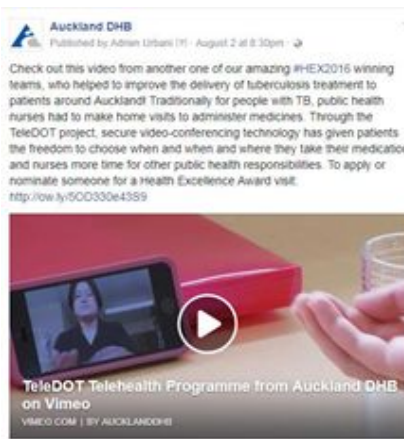 Auckland DHB
Published by Adrian Urbani [?] · August 2 at 8:30pm ·
Check out this video from another one of our amazing #HEX2016 winning
teams, who helped to improve the delivery of tuberculosis treatment to
patients around Auckland! Traditionally for people with TB, public health
nurses had to make home visits to administer medicines. Through the
TeleDOT project, secure video-conferencing technology has given patients
the freedom to choose when and when and where they take their medication
and nurses more time for other public health responsibilities. To apply or
nominate someone for a Health Excellence Award visit:
http://ow.ly/5OO330e43S9
TeleDOT Telehealth Programme from Auckland DHB
on Vimeo
VIMEO.COM | BY AUCKLANDDHB